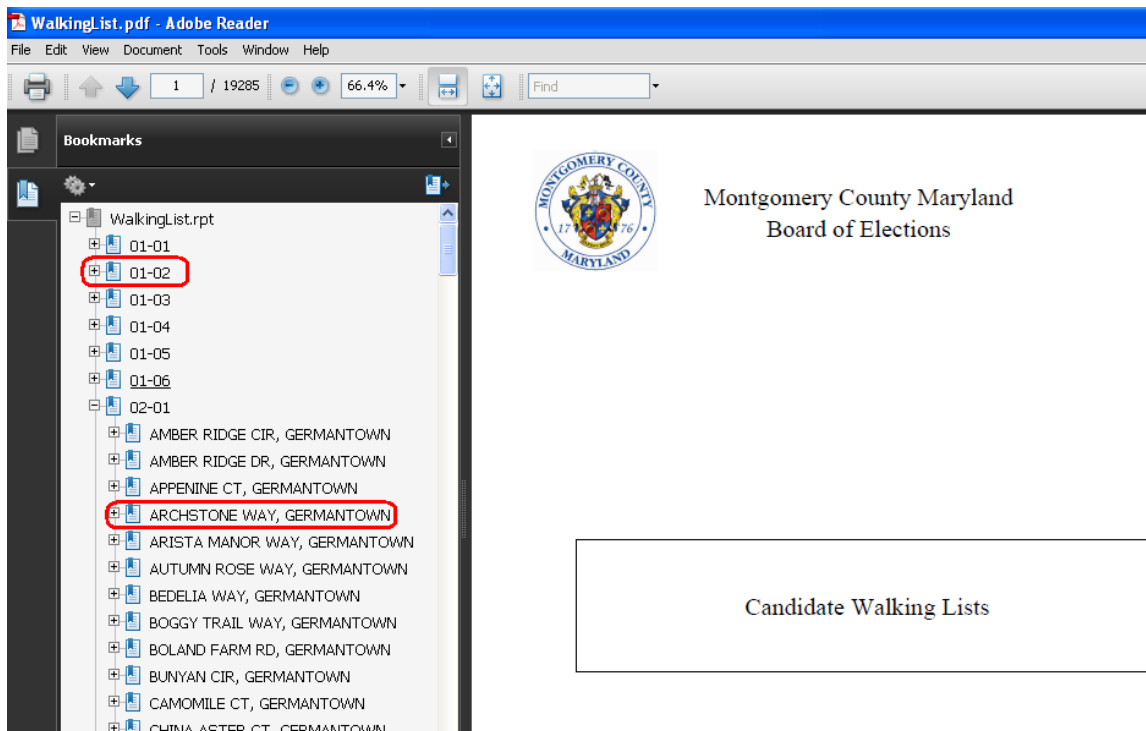 WalkingList.pdf - Adobe Reader
File Edit View Document Tools Window Help
1 / 19285 66.4% Find
Bookmarks
WalkingList.rpt
01-01
01-02
01-03
01-04
01-05
01-06
02-01
AMBER RIDGE CIR, GERMANTOWN
AMBER RIDGE DR, GERMANTOWN
APPENINE CT, GERMANTOWN
ARCHSTONE WAY, GERMANTOWN
ARISTA MANOR WAY, GERMANTOWN
AUTUMN ROSE WAY, GERMANTOWN
BEDELIA WAY, GERMANTOWN
BOGGY TRAIL WAY, GERMANTOWN
BOLAND FARM RD, GERMANTOWN
BUNYAN CIR, GERMANTOWN
CAMOMILE CT, GERMANTOWN
CHINA ASTER CT, GERMANTOWN
MONTGOMERY COUNTY
17 76
MARYLAND
Montgomery County Maryland
Board of Elections
Candidate Walking Lists